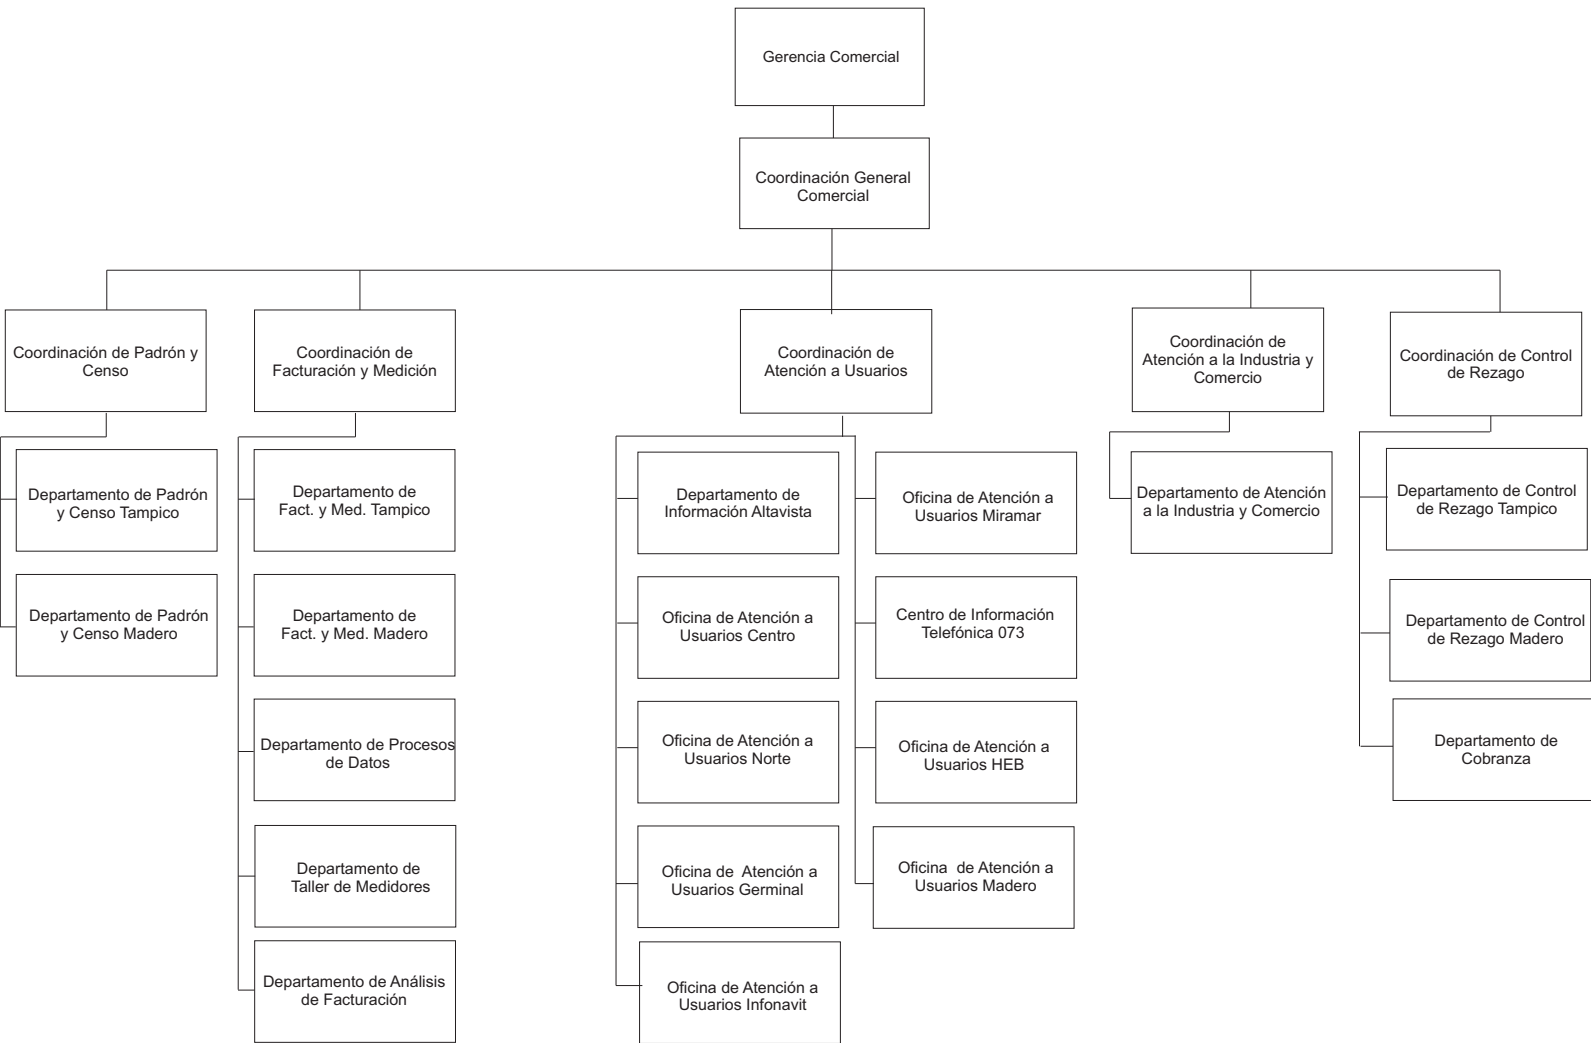 Gerencia Comercial
Coordinación General
Comercial
Coordinación de Padrón y
Censo
Coordinación de
Facturación y Medición
Coordinación de
Atención a Usuarios
Coordinación de
Atención a la Industria y
Comercio
Coordinación de Control
de Rezago
Departamento de Padrón
y Censo Tampico
Departamento de Padrón
y Censo Madero
Departamento de
Fact. y Med. Tampico
Departamento de
Fact. y Med. Madero
Departamento de Procesos
de Datos
Departamento de
Taller de Medidores
Departamento de Análisis
de Facturación
Departamento de
Información Altavista
Oficina de Atención a
Usuarios Centro
Oficina de Atención a
Usuarios Norte
Oficina de Atención a
Usuarios Germinal
Oficina de Atención a
Usuarios Infonavit
Oficina de Atención a
Usuarios Miramar
Centro de Información
Telefónica 073
Oficina de Atención a
Usuarios HEB
Oficina de Atención a
Usuarios Madero
Departamento de Atención
a la Industria y Comercio
Departamento de Control
de Rezago Tampico
Departamento de Control
de Rezago Madero
Departamento de
Cobranza